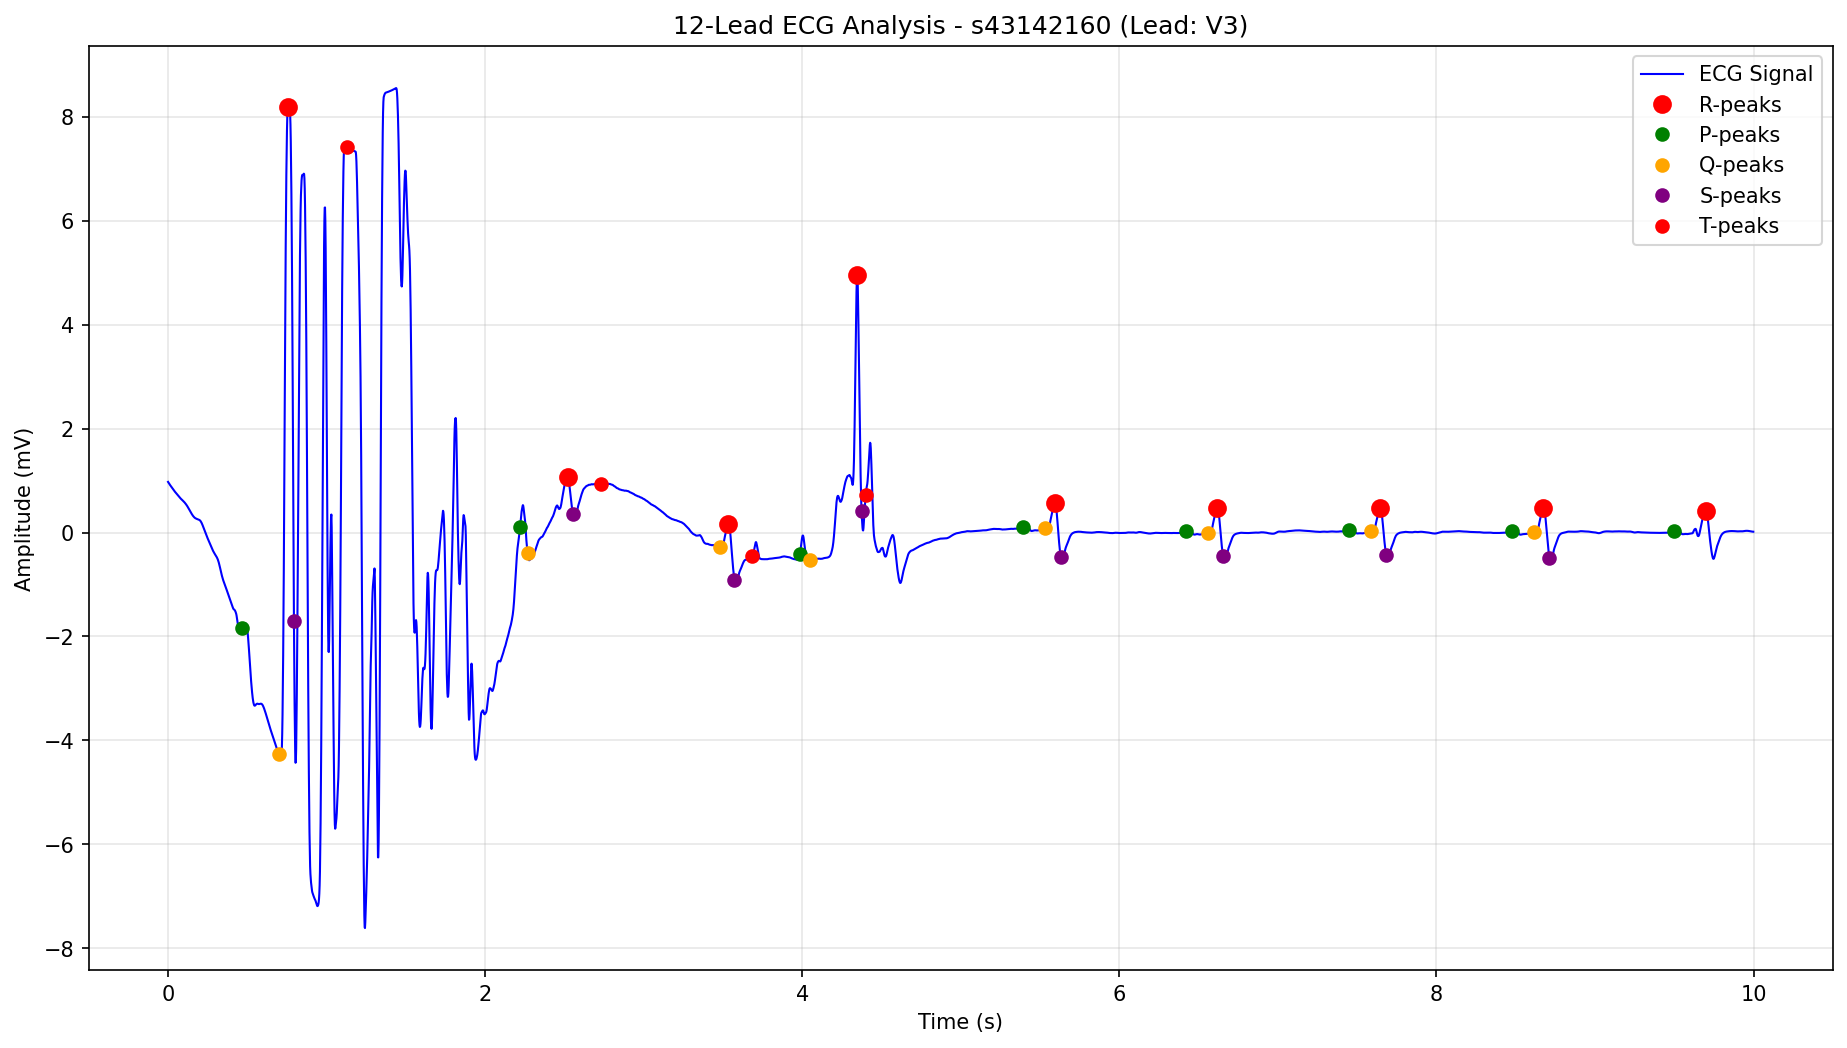 12-Lead ECG Analysis - s43142160 (Lead: V3)
ECG Signal
R-peaks
P-peaks
Q-peaks
S-peaks
T-peaks
Amplitude (mV)
8
6
4
2
0
−2
−4
−6
−8
0
2
4
6
8
10
Time (s)